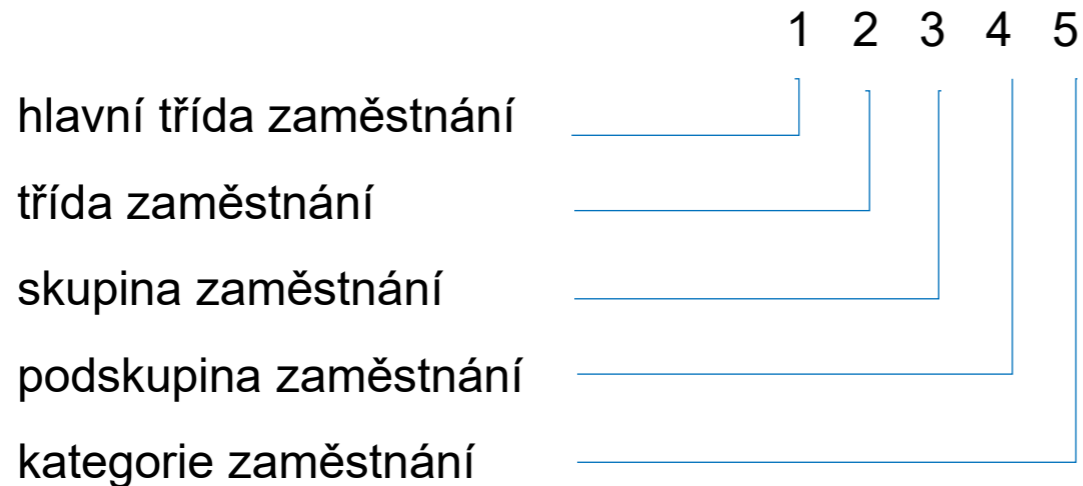 1 2 3 4 5
hlavní třída zaměstnání
třída zaměstnání
skupina zaměstnání
podskupina zaměstnání
kategorie zaměstnání